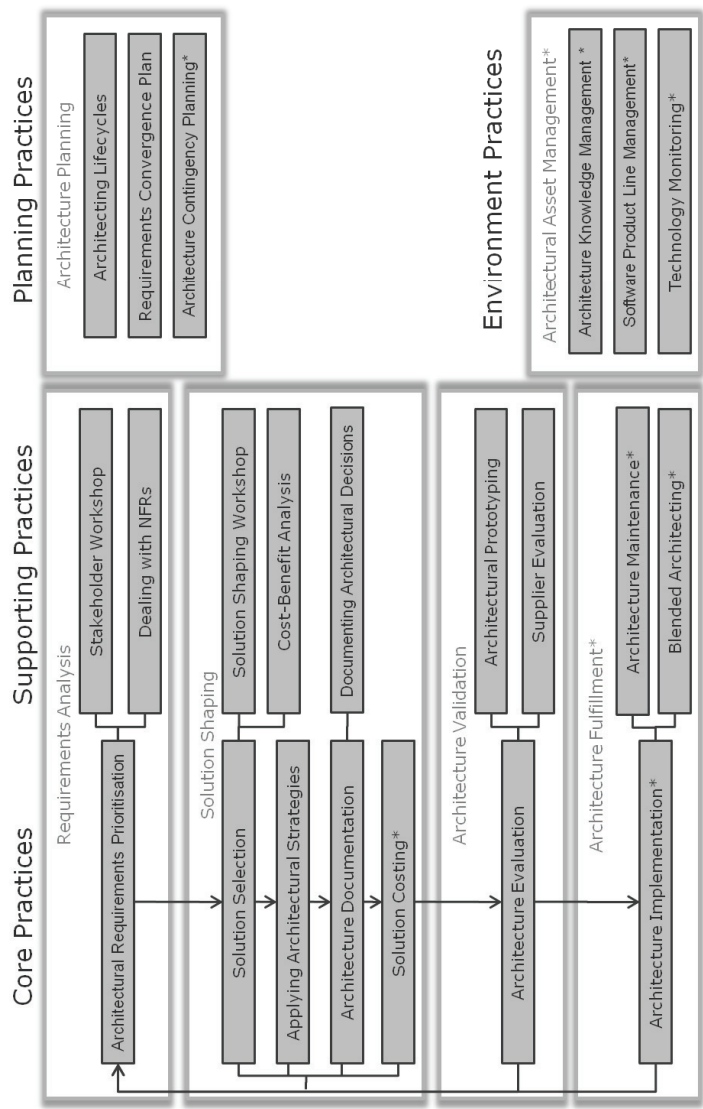 Core Practices
Supporting Practices
Planning Practices
Requirements Analysis
Architectural Requirements Prioritisation
Stakeholder Workshop
Dealing with NFRs
Solution Shaping
Solution Selection
Solution Shaping Workshop
Cost-Benefit Analysis
Applying Architectural Strategies
Architecture Documentation
Documenting Architectural Decisions
Solution Costing*
Architecture Validation
Architecture Evaluation
Architectural Prototyping
Supplier Evaluation
Architecture Fulfillment*
Architecture Implementation*
Architecture Maintenance*
Blended Architecting*
Architecture Planning
Architecting Lifecycles
Requirements Convergence Plan
Architecture Contingency Planning*
Environment Practices
Architectural Asset Management*
Architecture Knowledge Management *
Software Product Line Management*
Technology Monitoring*